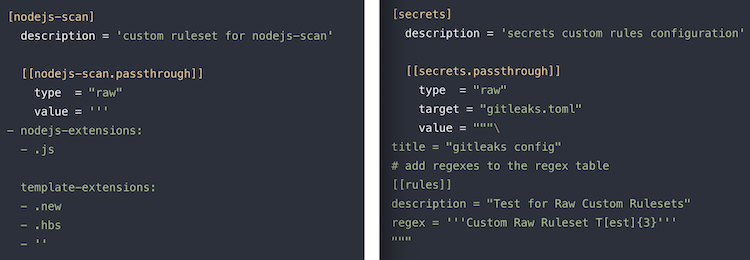 [nodejs-scan]
  description = 'custom ruleset for nodejs-scan'

  [[nodejs-scan.passthrough]]
    type  = "raw"
    value = '''
- nodejs-extensions:
  - .js

  template-extensions:
  - .new
  - .hbs
  - ''
[secrets]
  description = 'secrets custom rules configuration'

  [[secrets.passthrough]]
    type  = "raw"
    target = "gitleaks.toml"
    value = """\
title = "gitleaks config"
# add regexes to the regex table
[[rules]]
description = "Test for Raw Custom Rulesets"
regex = '''Custom Raw Ruleset T[est]{3}'''
"""